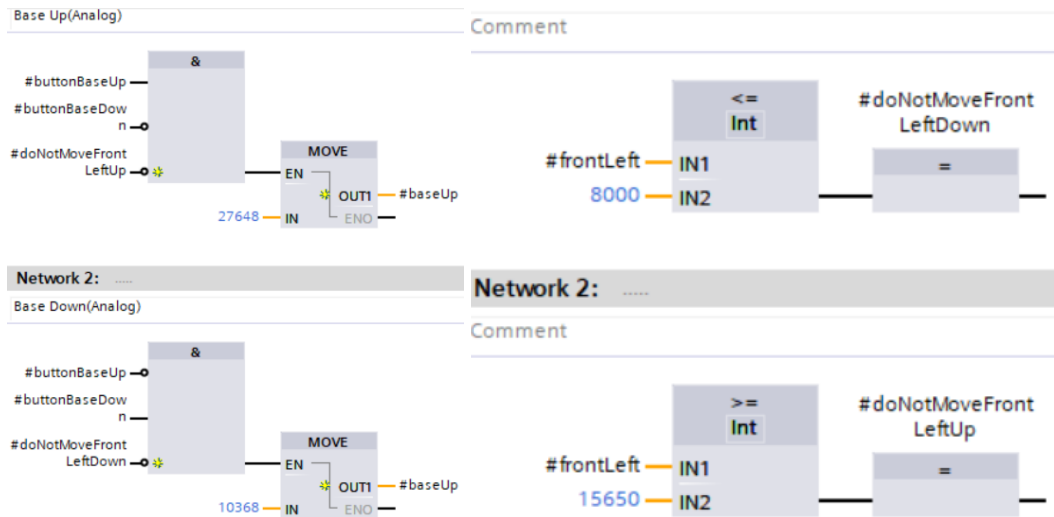 Base Up(Analog)
&
#buttonBaseUp
#buttonBaseDow
n
#doNotMoveFront
LeftUp
MOVE
EN
OUT1
#baseUp
27648
IN
ENO
Network 2: .....
Base Down(Analog)
&
#buttonBaseUp
#buttonBaseDow
n
#doNotMoveFront
LeftDown
MOVE
EN
OUT1
#baseUp
10368
IN
ENO
Comment
<=
Int
#doNotMoveFront
LeftDown
#frontLeft
IN1
=
8000
IN2
Network 2: .....
Comment
>=
Int
#doNotMoveFront
LeftUp
#frontLeft
IN1
=
15650
IN2